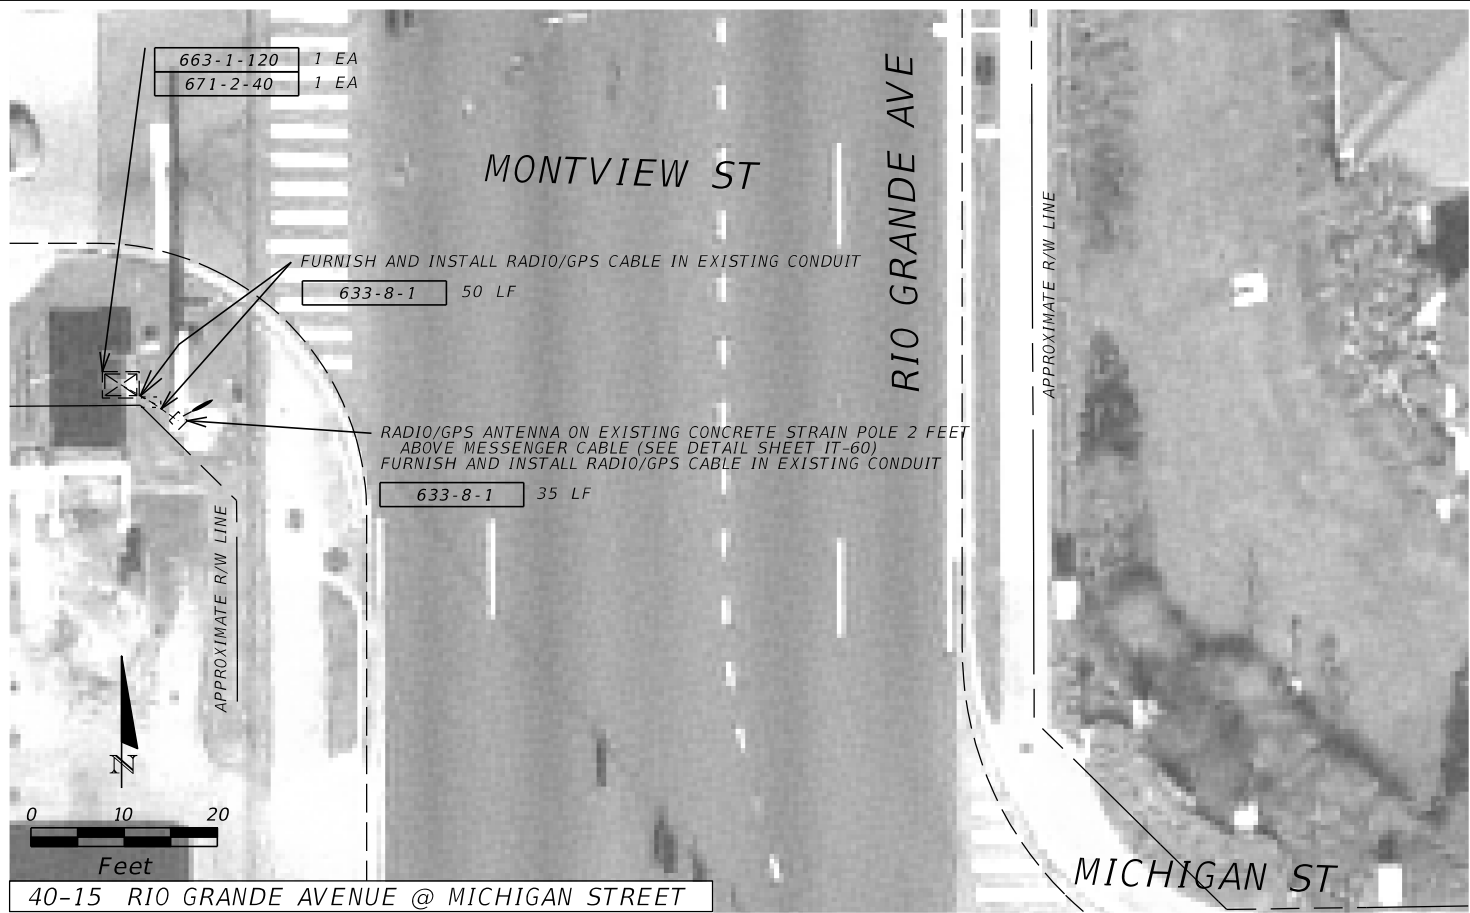 663-1-120 1 EA
671-2-40 1 EA
MONTVIEW ST
RIO GRANDE AVE
APPROXIMATE R/W LINE
FURNISH AND INSTALL RADIO/GPS CABLE IN EXISTING CONDUIT
633-8-1 50 LF
RADIO/GPS ANTENNA ON EXISTING CONCRETE STRAIN POLE 2 FEET
ABOVE MESSENGER CABLE (SEE DETAIL SHEET IT-60)
FURNISH AND INSTALL RADIO/GPS CABLE IN EXISTING CONDUIT
633-8-1 35 LF
APPROXIMATE R/W LINE
N
0 10 20
Feet
MICHIGAN ST
40-15 RIO GRANDE AVENUE @ MICHIGAN STREET